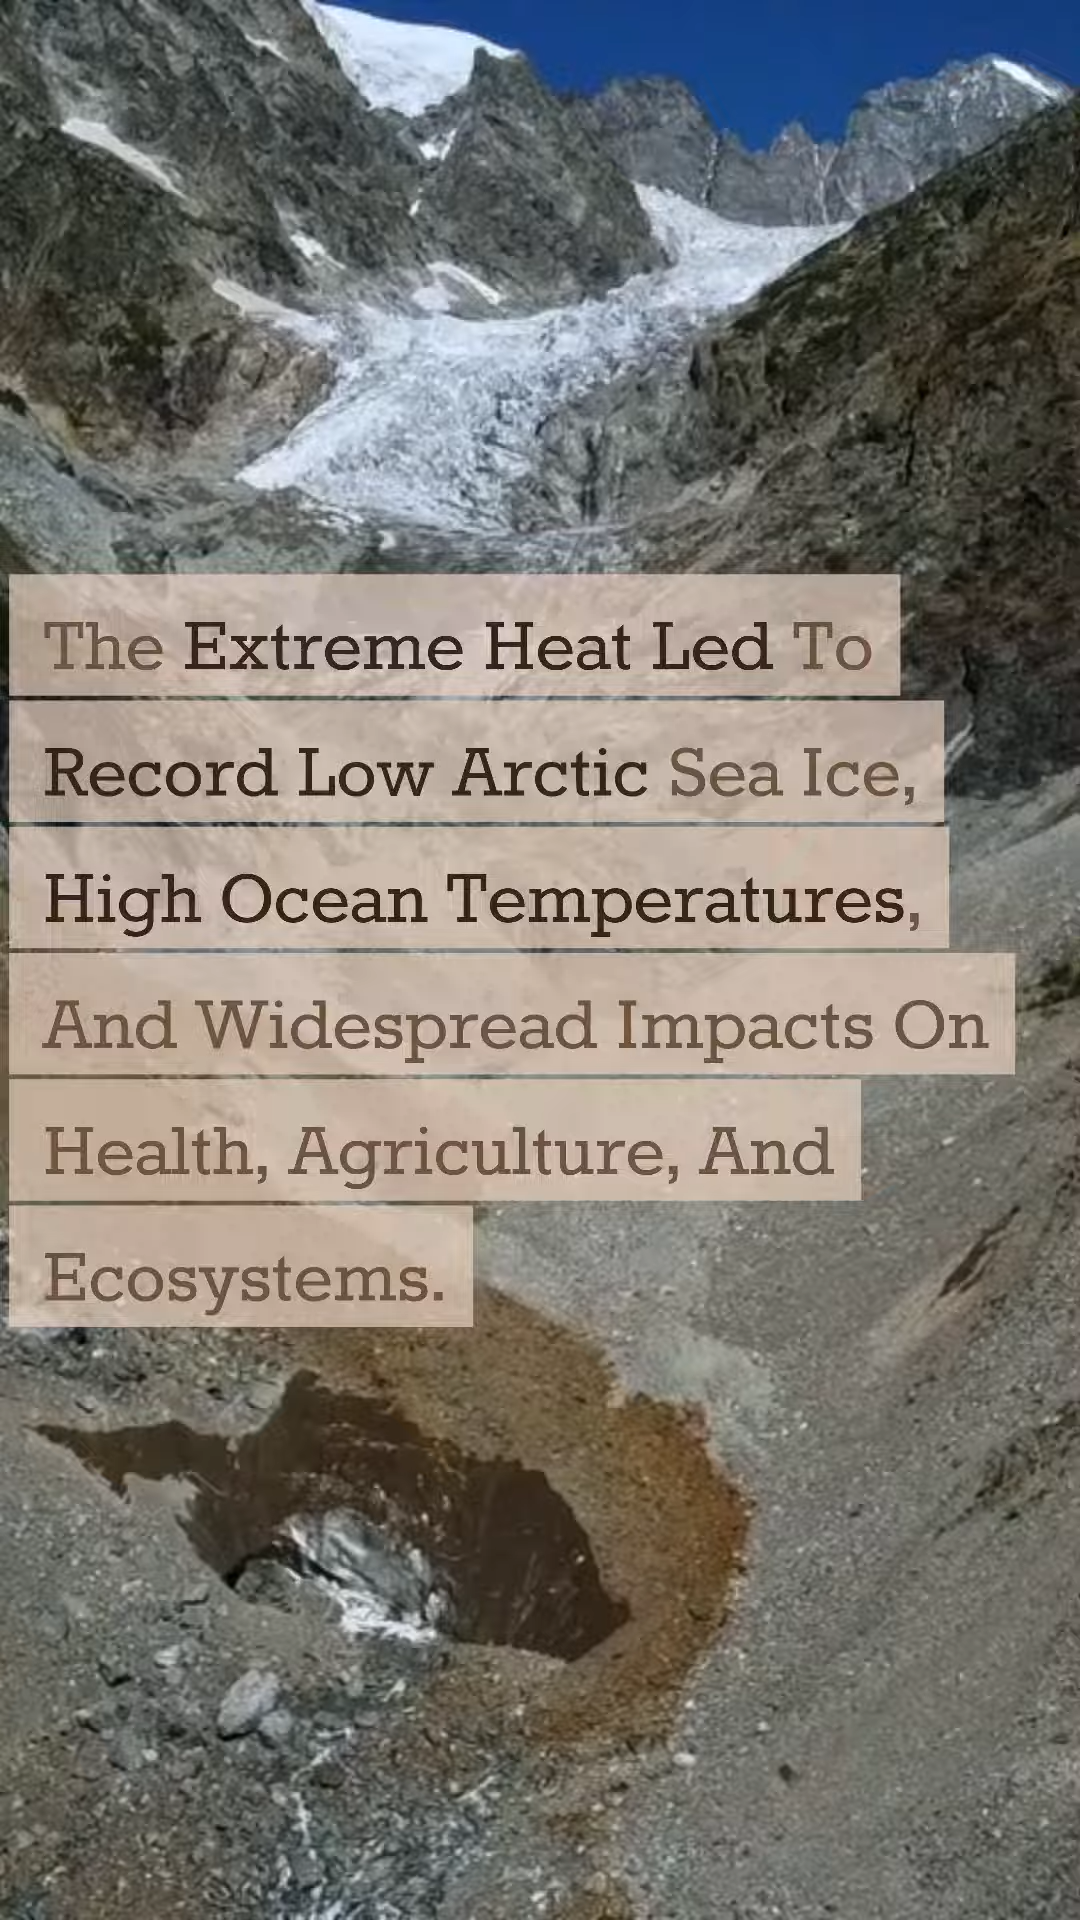 The Extreme Heat Led To
Record Low Arctic Sea Ice,
High Ocean Temperatures,
And Widespread Impacts On
Health, Agriculture, And
Ecosystems.